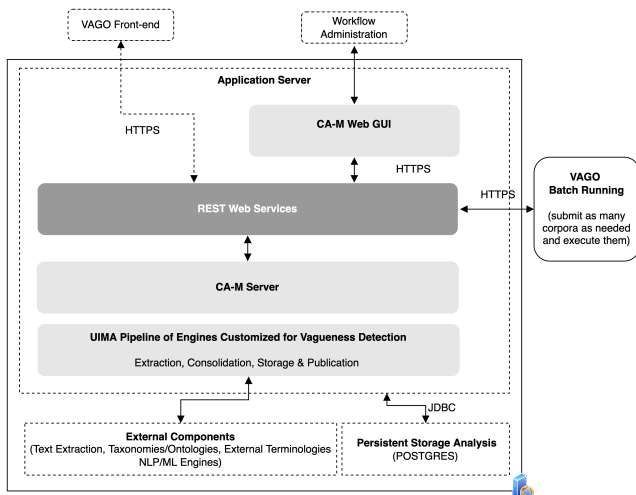 VAGO Front-end
Workflow
Administration
Application Server
CA-M Web GUI
HTTPS
HTTPS
HTTPS
REST Web Services
VAGO
Batch Running
(submit as many
corpora as needed
and execute them)
CA-M Server
UIMA Pipeline of Engines Customized for Vagueness Detection
Extraction, Consolidation, Storage & Publication
JDBC
External Components
(Text Extraction, Taxonomies/Ontologies, External Terminologies
NLP/ML Engines)
Persistent Storage Analysis
(POSTGRES)